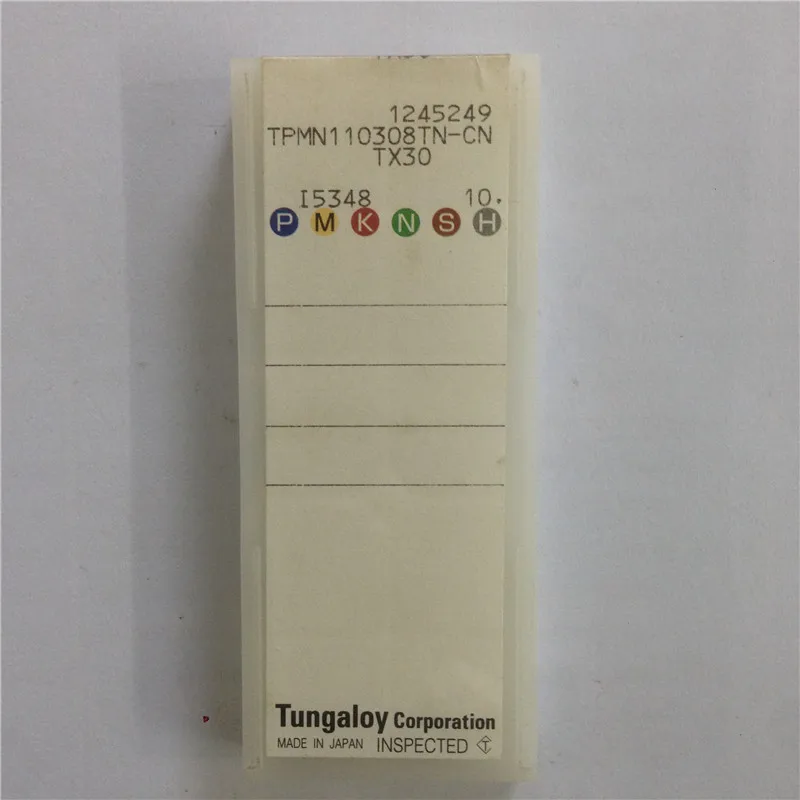 1245249
TPMN110308TN-CN
TX30
I5348 10.
P M K N S H
Tungaloy Corporation
MADE IN JAPAN INSPECTED T